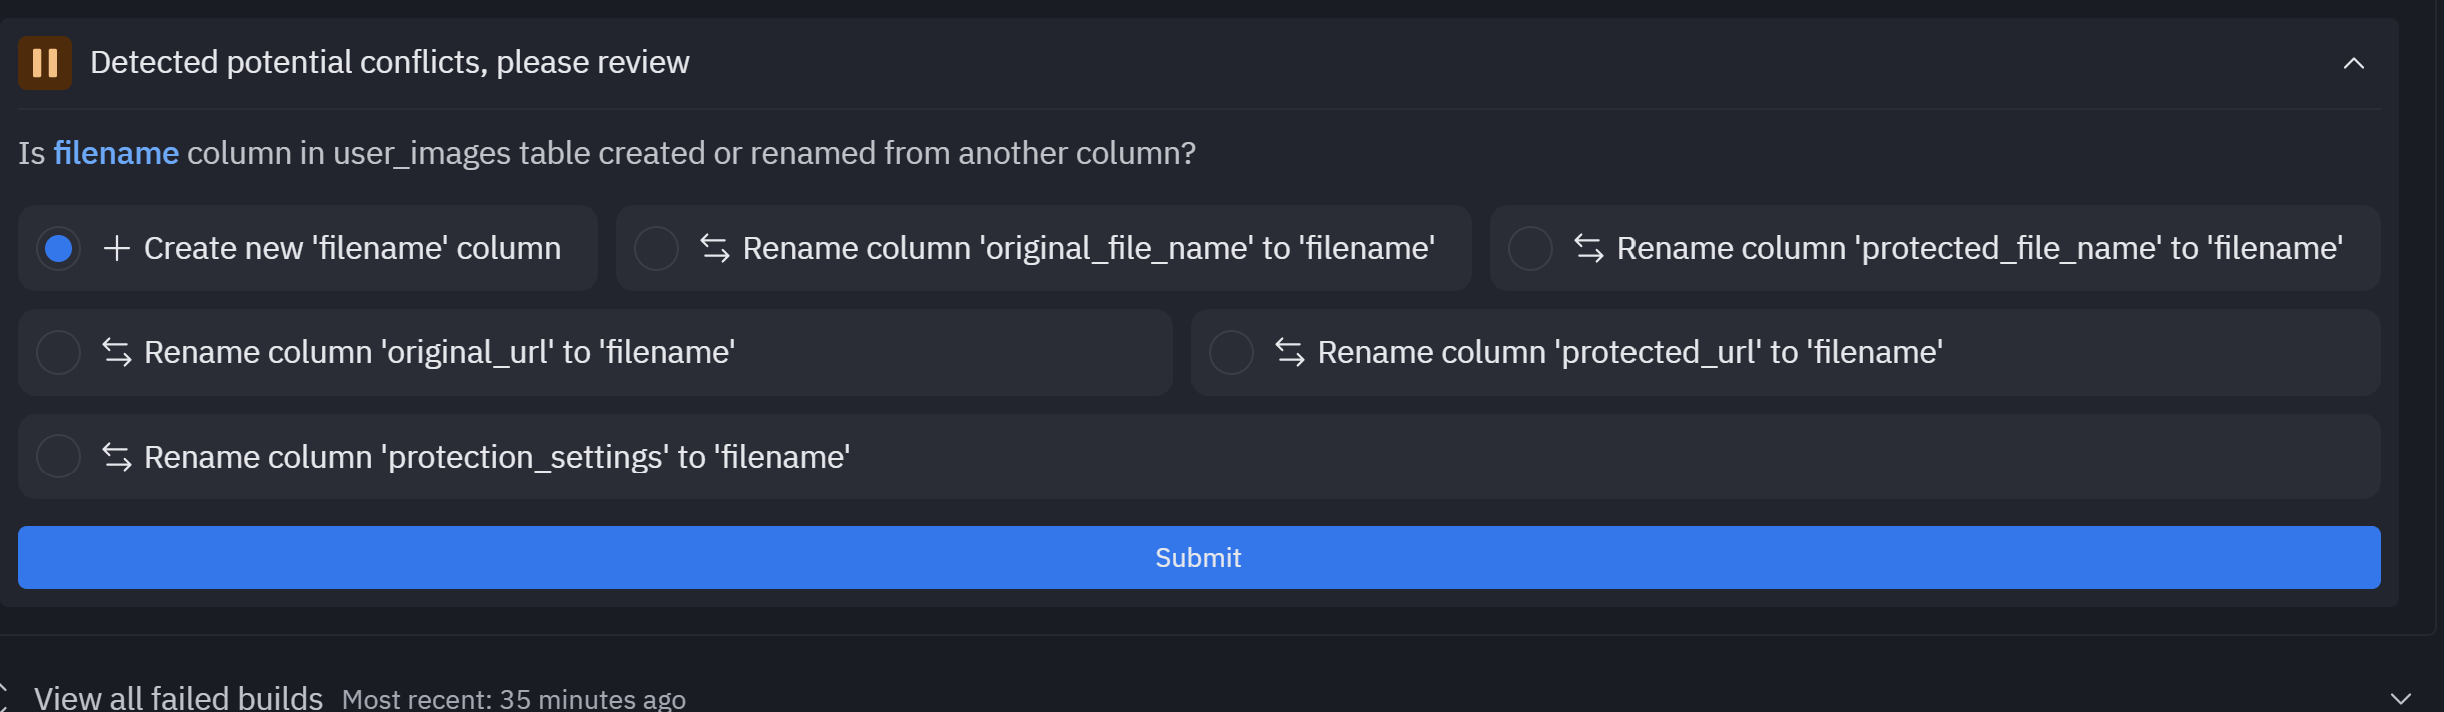 Detected potential conflicts, please review
Is filename column in user_images table created or renamed from another column?
Create new 'filename' column
Rename column 'original_file_name' to 'filename'
Rename column 'protected_file_name' to 'filename'
Rename column 'original_url' to 'filename'
Rename column 'protected_url' to 'filename'
Rename column 'protection_settings' to 'filename'
Submit
View all failed builds Most recent: 35 minutes ago